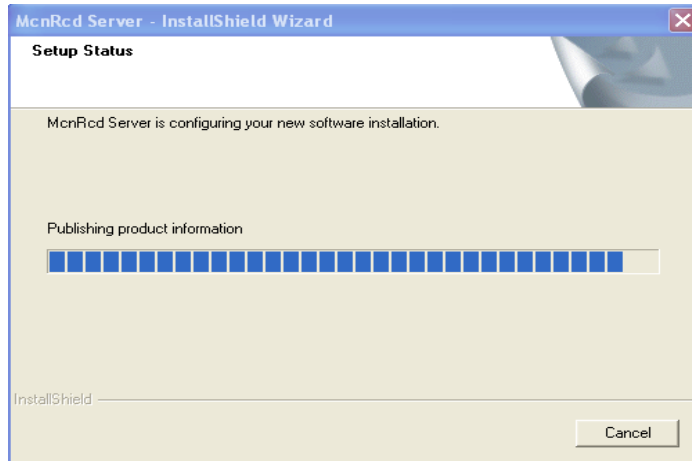 McnRcd Server - InstallShield Wizard
Setup Status
McnRcd Server is configuring your new software installation.
Publishing product information
InstallShield
Cancel